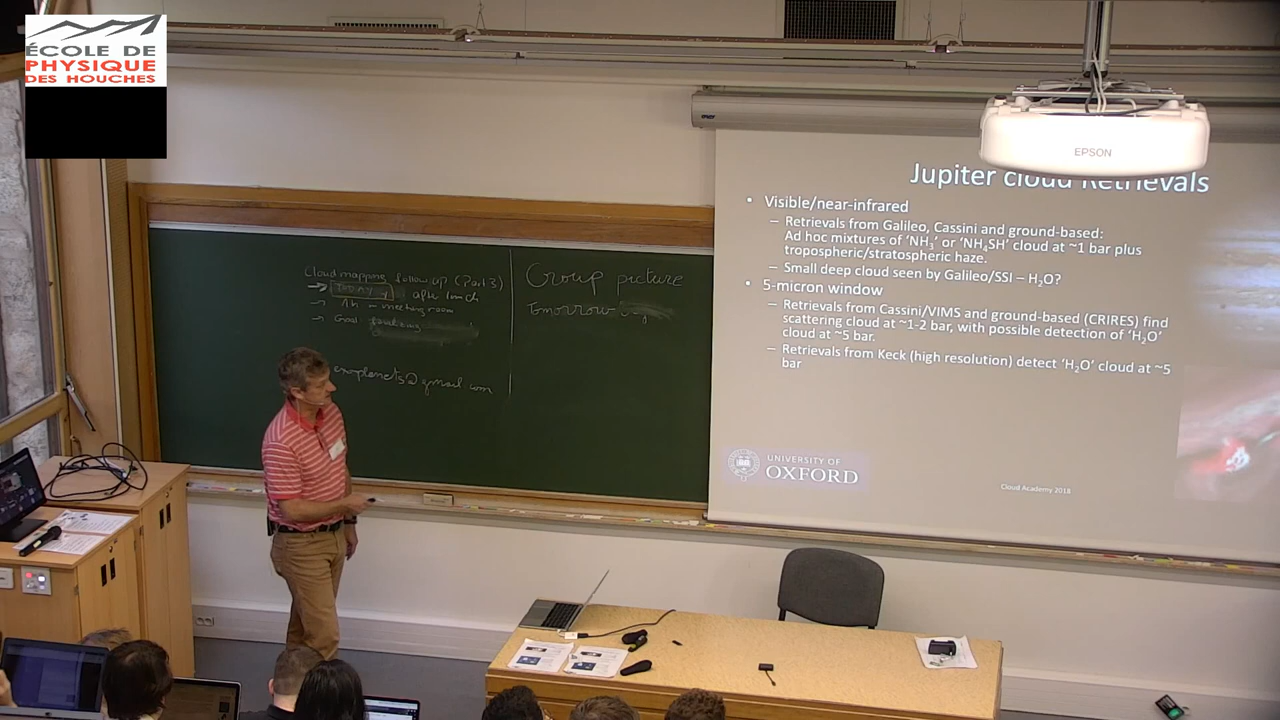 ÉCOLE DE
PHYSIQUE
DES HOUCHES
EPSON
Cloud mapping follow up (Part 3)
→ TODAY after lunch
→ in meeting room
→ Goal:
exoplanets@gmail.com
Group picture
Tomorrow
Jupiter cloud Retrievals
▪ Visible/near-infrared
– Retrievals from Galileo, Cassini and ground-based:
Ad hoc mixtures of ‘NH₃’ or ‘NH₄SH’ cloud at ~1 bar plus
tropospheric/stratospheric haze.
– Small deep cloud seen by Galileo/SSI – H₂O?
▪ 5-micron window
– Retrievals from Cassini/VIMS and ground-based (CRIRES) find
scattering cloud at ~1-2 bar, with possible detection of ‘H₂O’
cloud at ~5 bar.
– Retrievals from Keck (high resolution) detect ‘H₂O’ cloud at ~5
bar
UNIVERSITY OF
OXFORD
Cloud Academy 2018